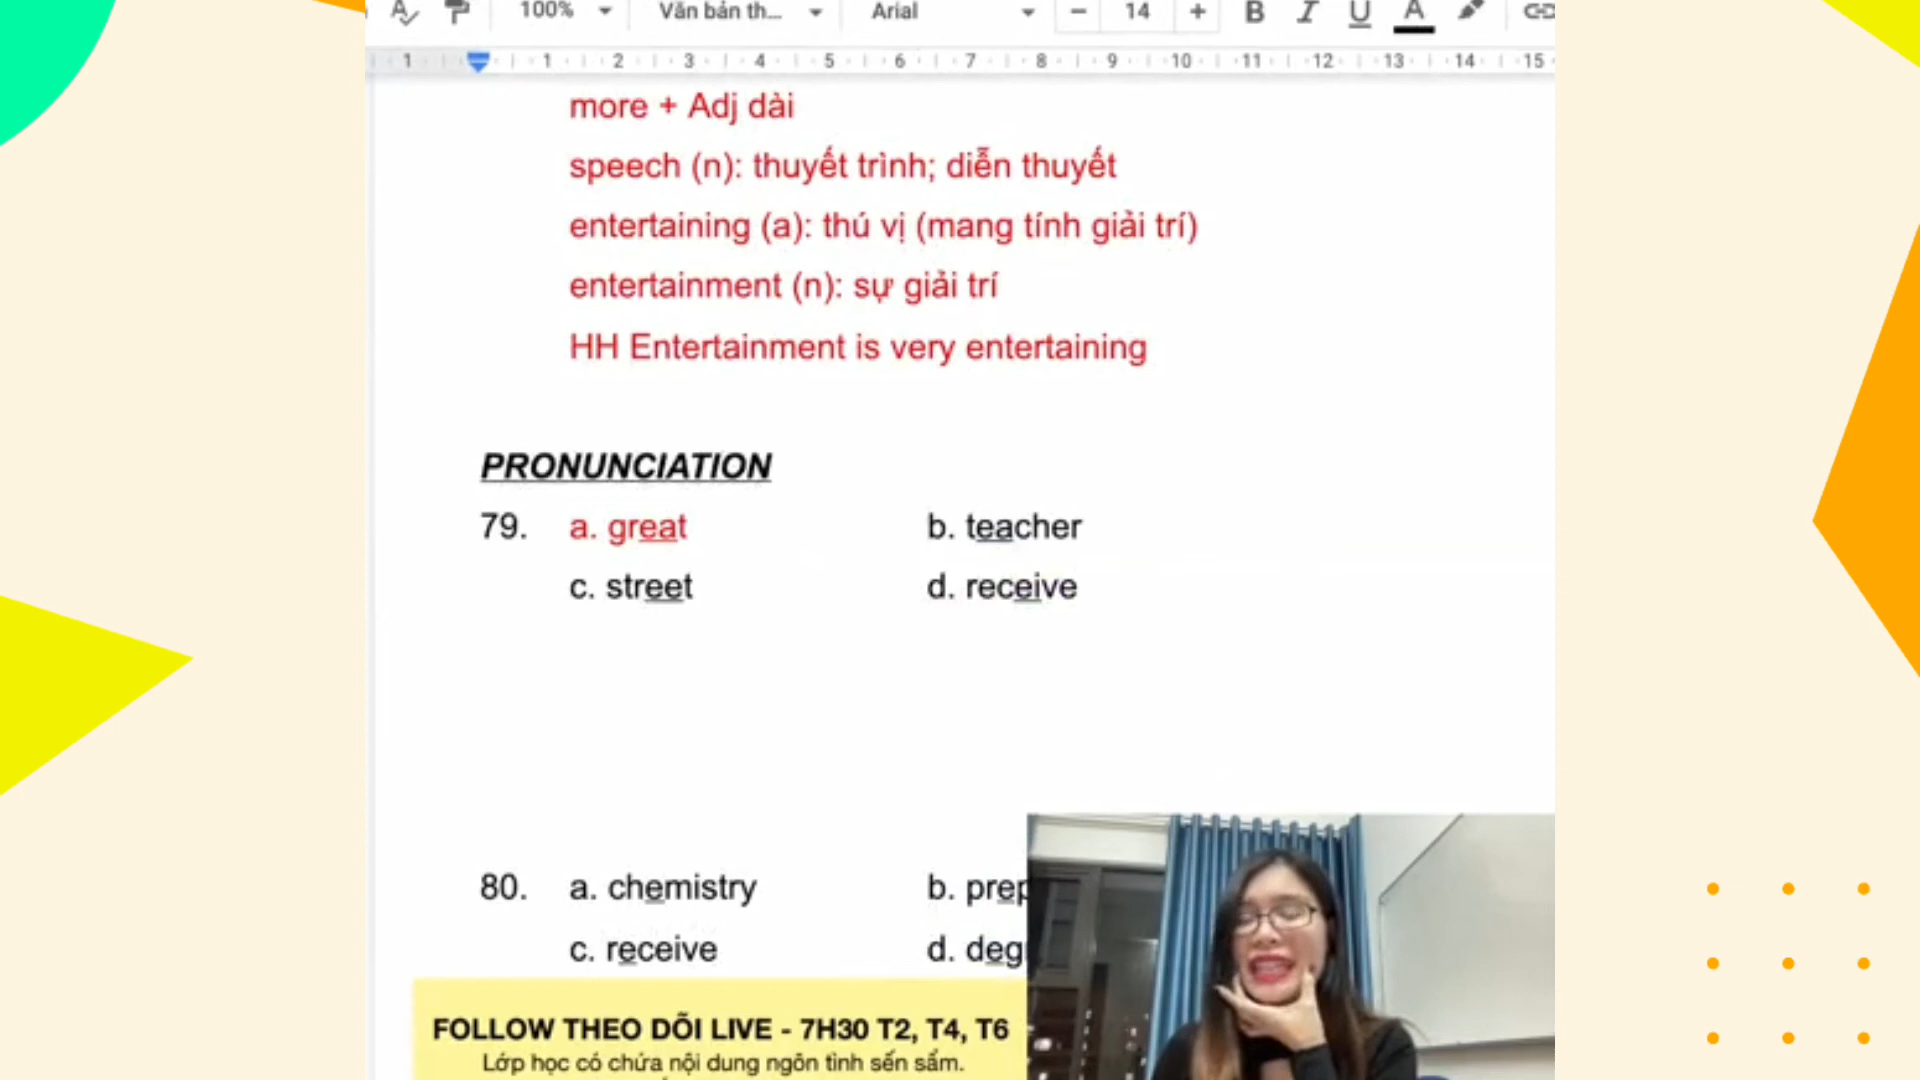 100% Văn bản th... Arial 14 B I U A
1 1 2 3 4 5 6 7 8 9 10 11 12 13 14 15
more + Adj dài
speech (n): thuyết trình; diễn thuyết
entertaining (a): thú vị (mang tính giải trí)
entertainment (n): sự giải trí
HH Entertainment is very entertaining
PRONUNCIATION
79. a. great b. teacher
c. street d. receive
80. a. chemistry b. prep
c. receive d. deg
FOLLOW THEO DÕI LIVE - 7H30 T2, T4, T6
Lớp học có chứa nội dung ngôn tình sến sẩm.